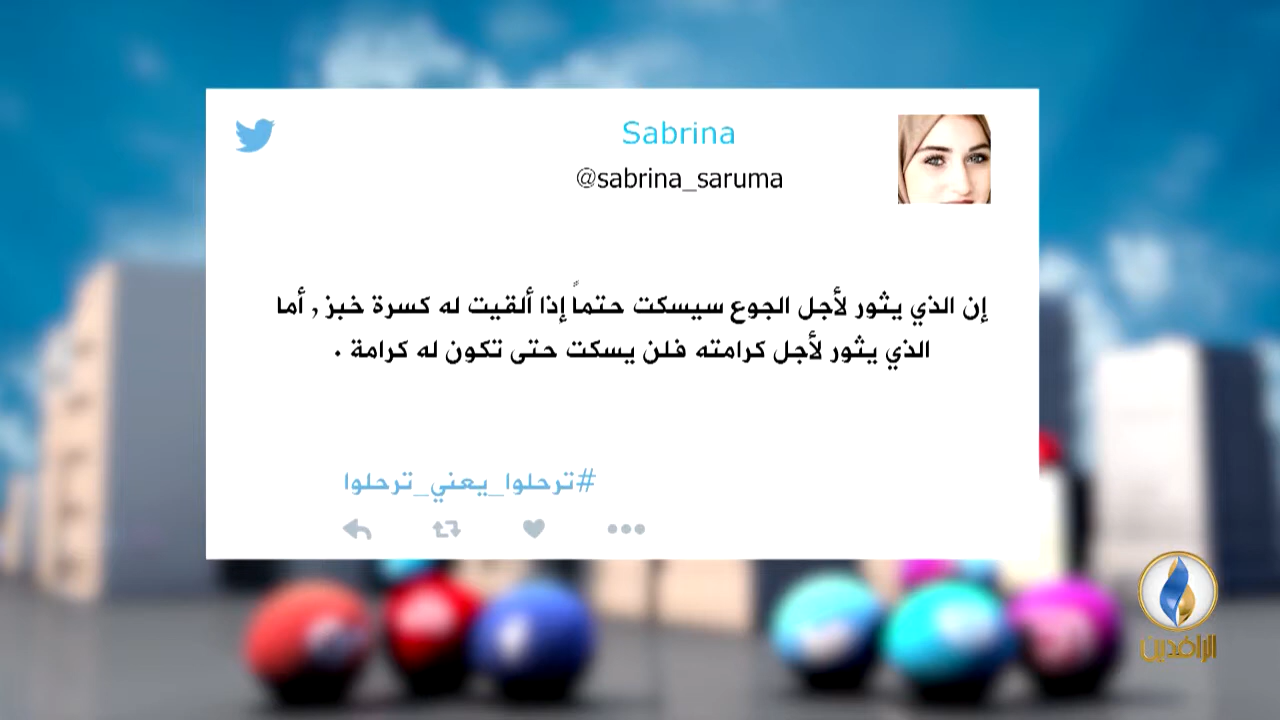 Sabrina
@sabrina_saruma
إن الذي يثور لأجل الجوع سيسكت حتماً إذا ألقيت له كسرة خبز , أما
الذي يثور لأجل كرامته فلن يسكت حتى تكون له كرامة .
#ترحلوا_يعني_ترحلوا
الرافدين